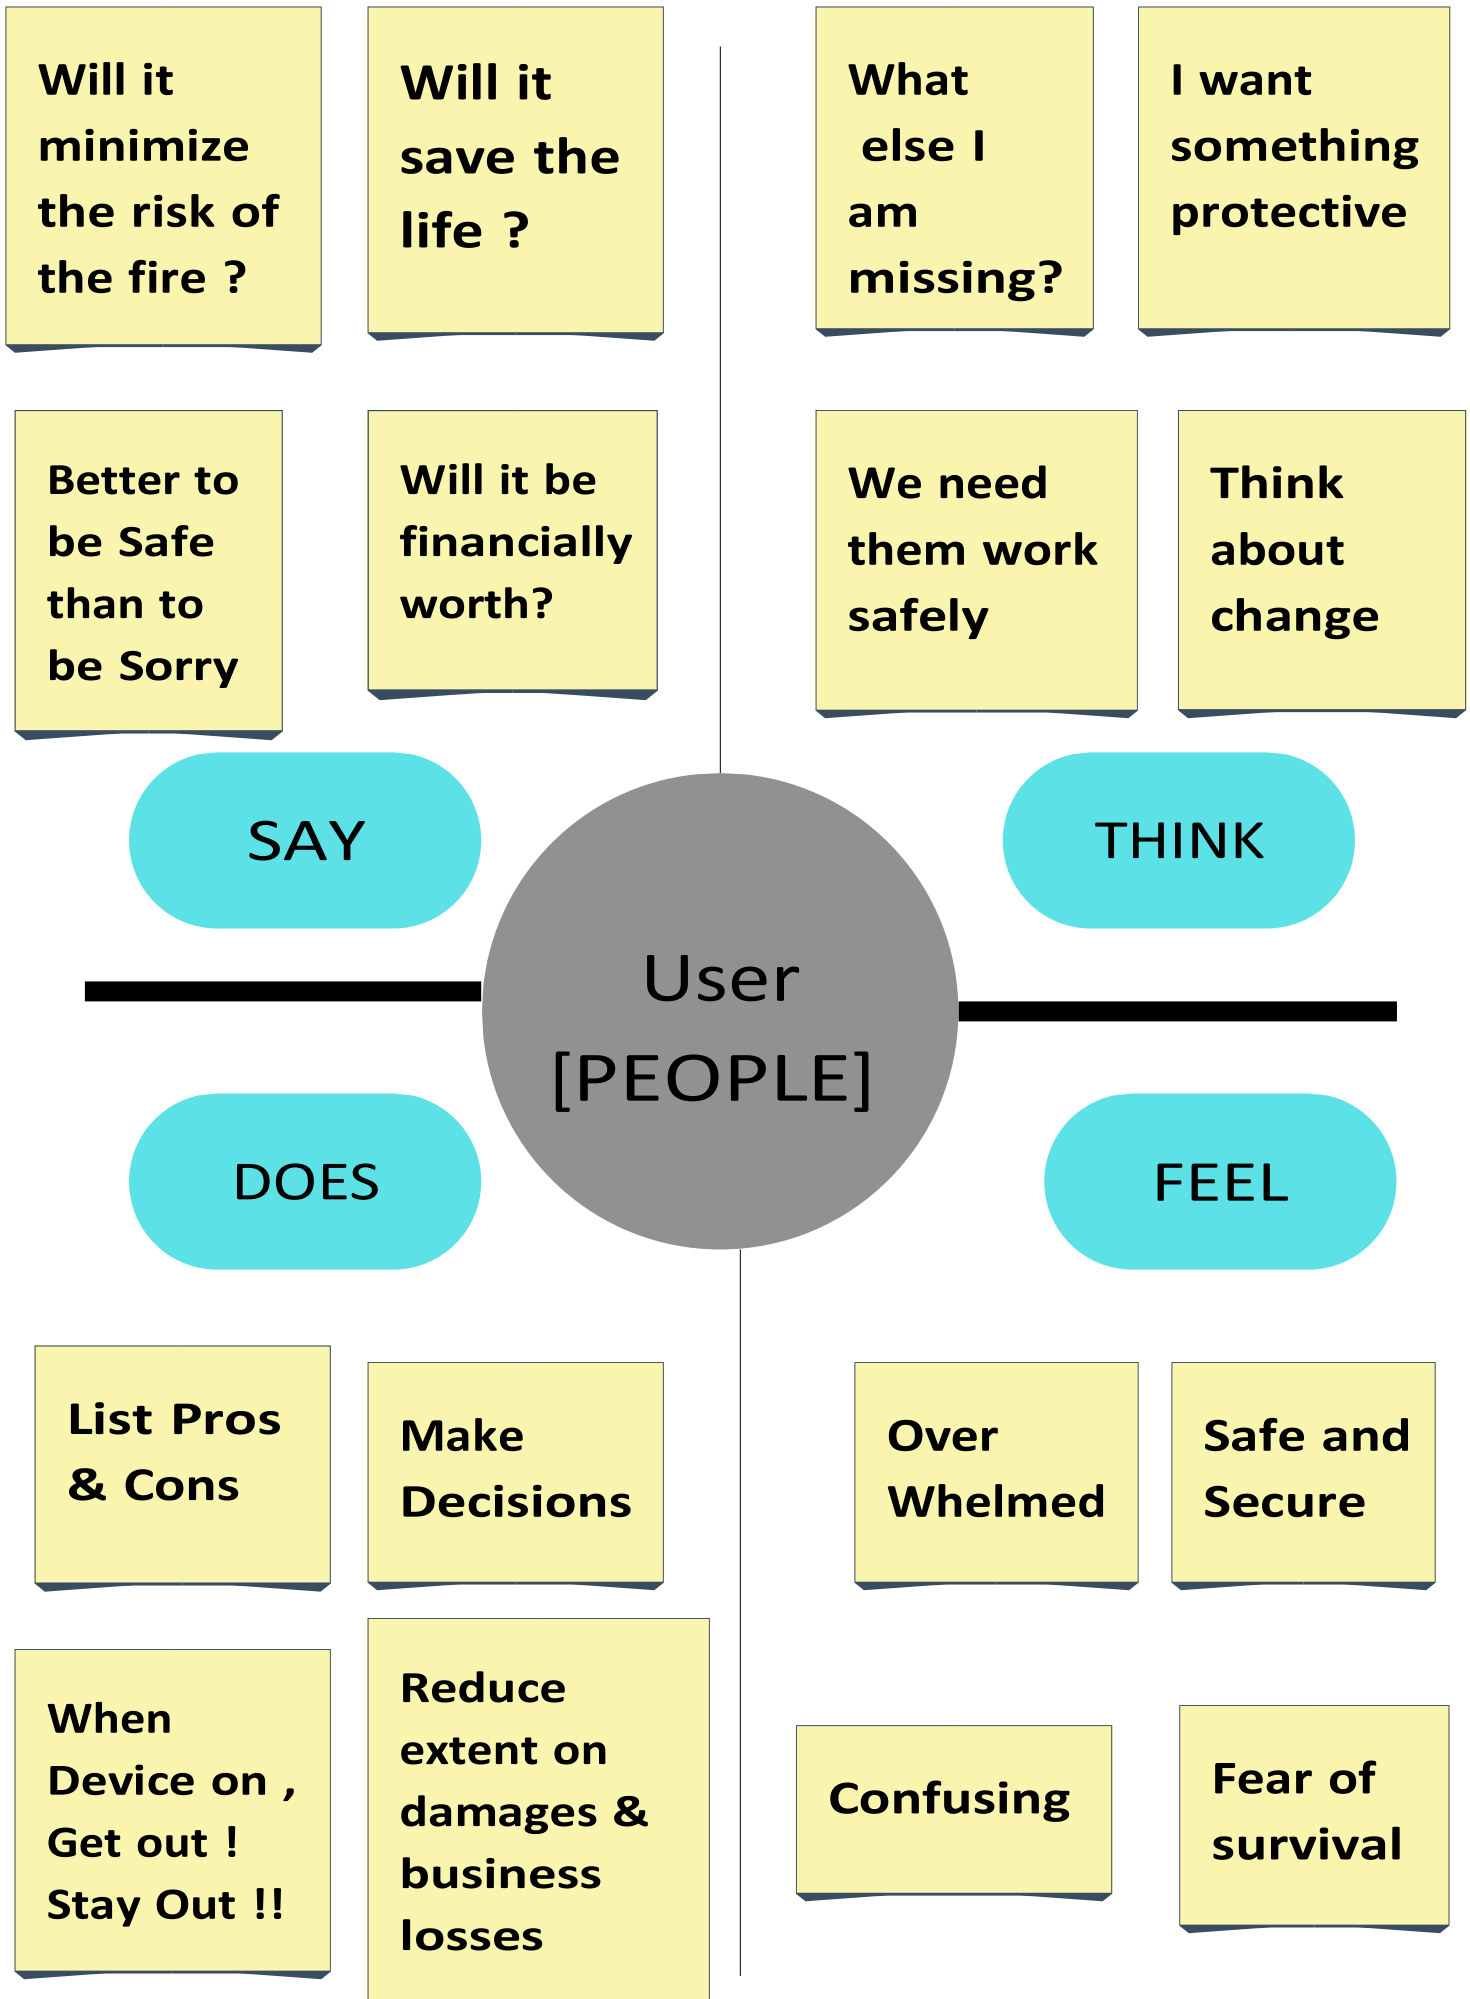 Will it
minimize
the risk of
the fire ?
Will it
save the
life ?
What
else I
am
missing?
I want
something
protective
Better to
be Safe
than to
be Sorry
Will it be
financially
worth?
We need
them work
safely
Think
about
change
SAY
THINK
User
[PEOPLE]
DOES
FEEL
List Pros
& Cons
Make
Decisions
Over
Whelmed
Safe and
Secure
When
Device on ,
Get out !
Stay Out !!
Reduce
extent on
damages &
business
losses
Confusing
Fear of
survival